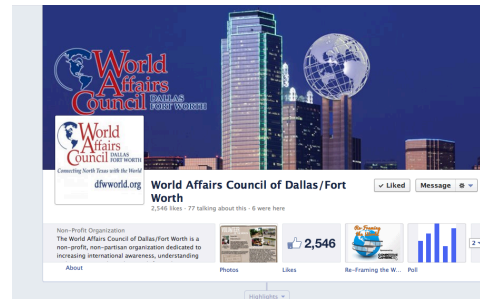 World
Affairs
Council DALLAS
FORT WORTH
World
Affairs
Council DALLAS
FORT WORTH
Connecting North Texas with the World
dfwworld.org
World Affairs Council of Dallas/Fort
Worth
2,546 likes · 77 talking about this · 6 were here
✓ Liked
Message
Non-Profit Organization
The World Affairs Council of Dallas/Fort Worth is a
non-profit, non-partisan organization dedicated to
increasing international awareness, understanding
About
Photos
2,546
Likes
Re-Framing
Re-Framing the W...
Poll
2
Highlights